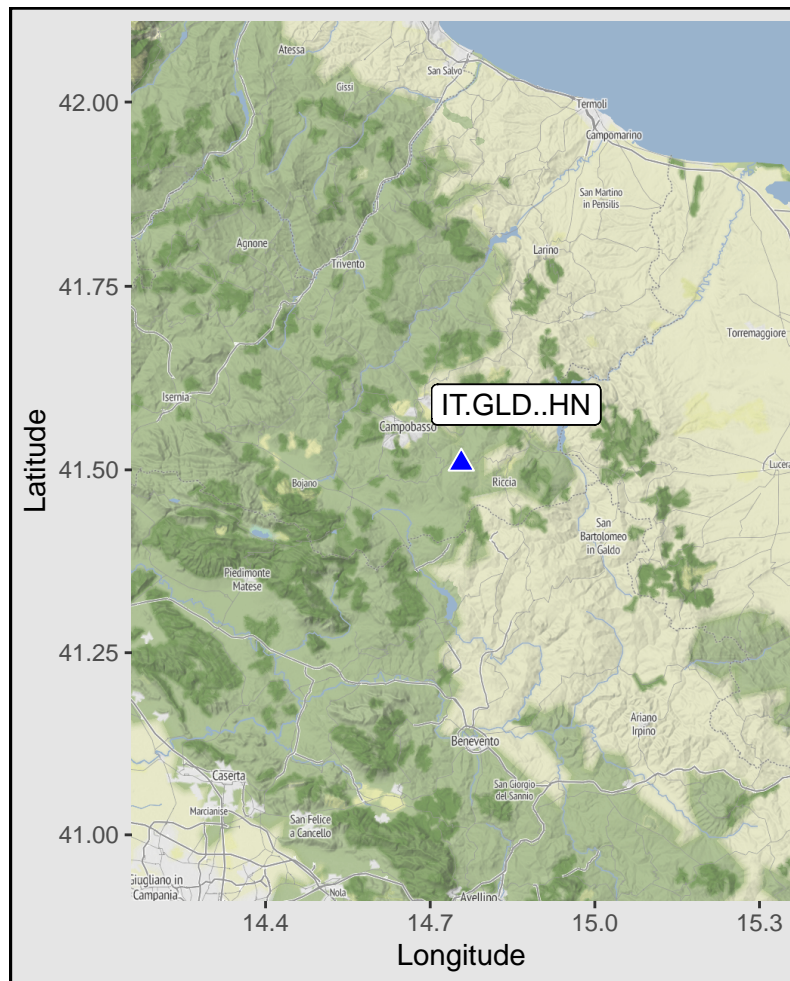 Atessa
San Salvo
Gissi
42.00
Termoli
Campomarino
San Martino
in Pensilis
Agnone
Larino
Trivento
41.75
Torremaggiore
Isernia
IT.GLD..HN
Campobasso
41.50
Lucera
Bojano
Riccia
San
Bartolomeo
in Galdo
Piedimonte
Matese
41.25
Ariano
Irpino
Benevento
Caserta
San Giorgio
del Sannio
Marcianise
San Felice
a Cancello
41.00
Giugliano in
Campania
Nola
Avellino
14.4
14.7
15.0
15.3
Longitude
Latitude